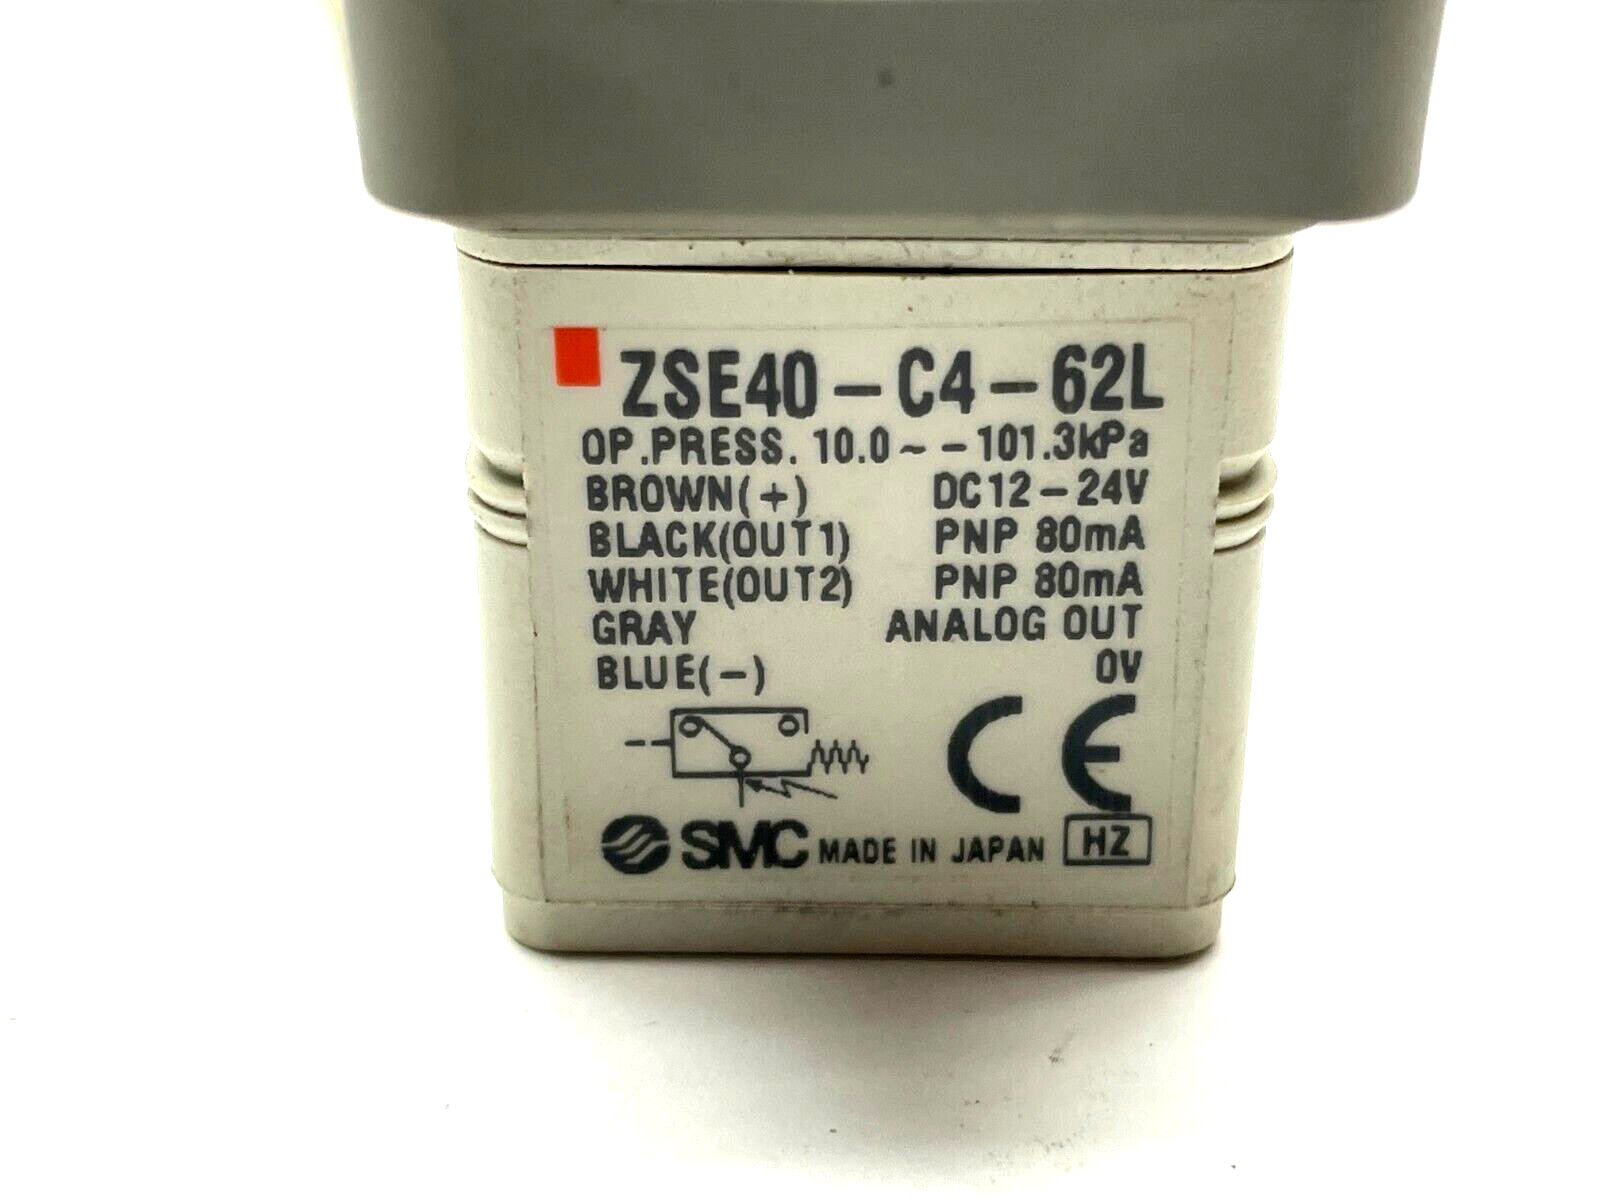 ZSE40-C4-62L
OP.PRESS. 10.0~-101.3kPa
BROWN(+) DC12-24V
BLACK(OUT1) PNP 80mA
WHITE(OUT2) PNP 80mA
GRAY ANALOG OUT
BLUE(-) 0V
CE
SMC MADE IN JAPAN HZ